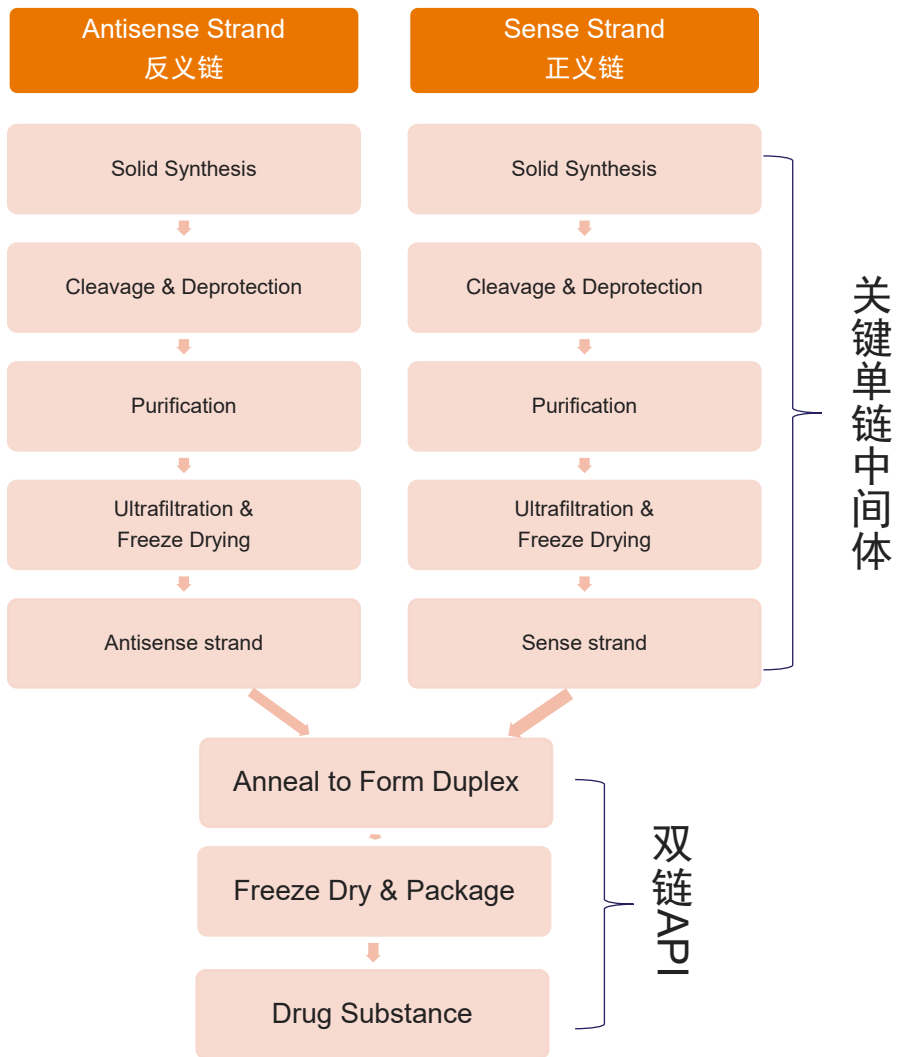 Antisense Strand
反义链
Sense Strand
正义链
Solid Synthesis
Solid Synthesis
Cleavage & Deprotection
Cleavage & Deprotection
Purification
Purification
Ultrafiltration &
Freeze Drying
Ultrafiltration &
Freeze Drying
Antisense strand
Sense strand
关键单链中间体
Anneal to Form Duplex
Freeze Dry & Package
Drug Substance
双链API